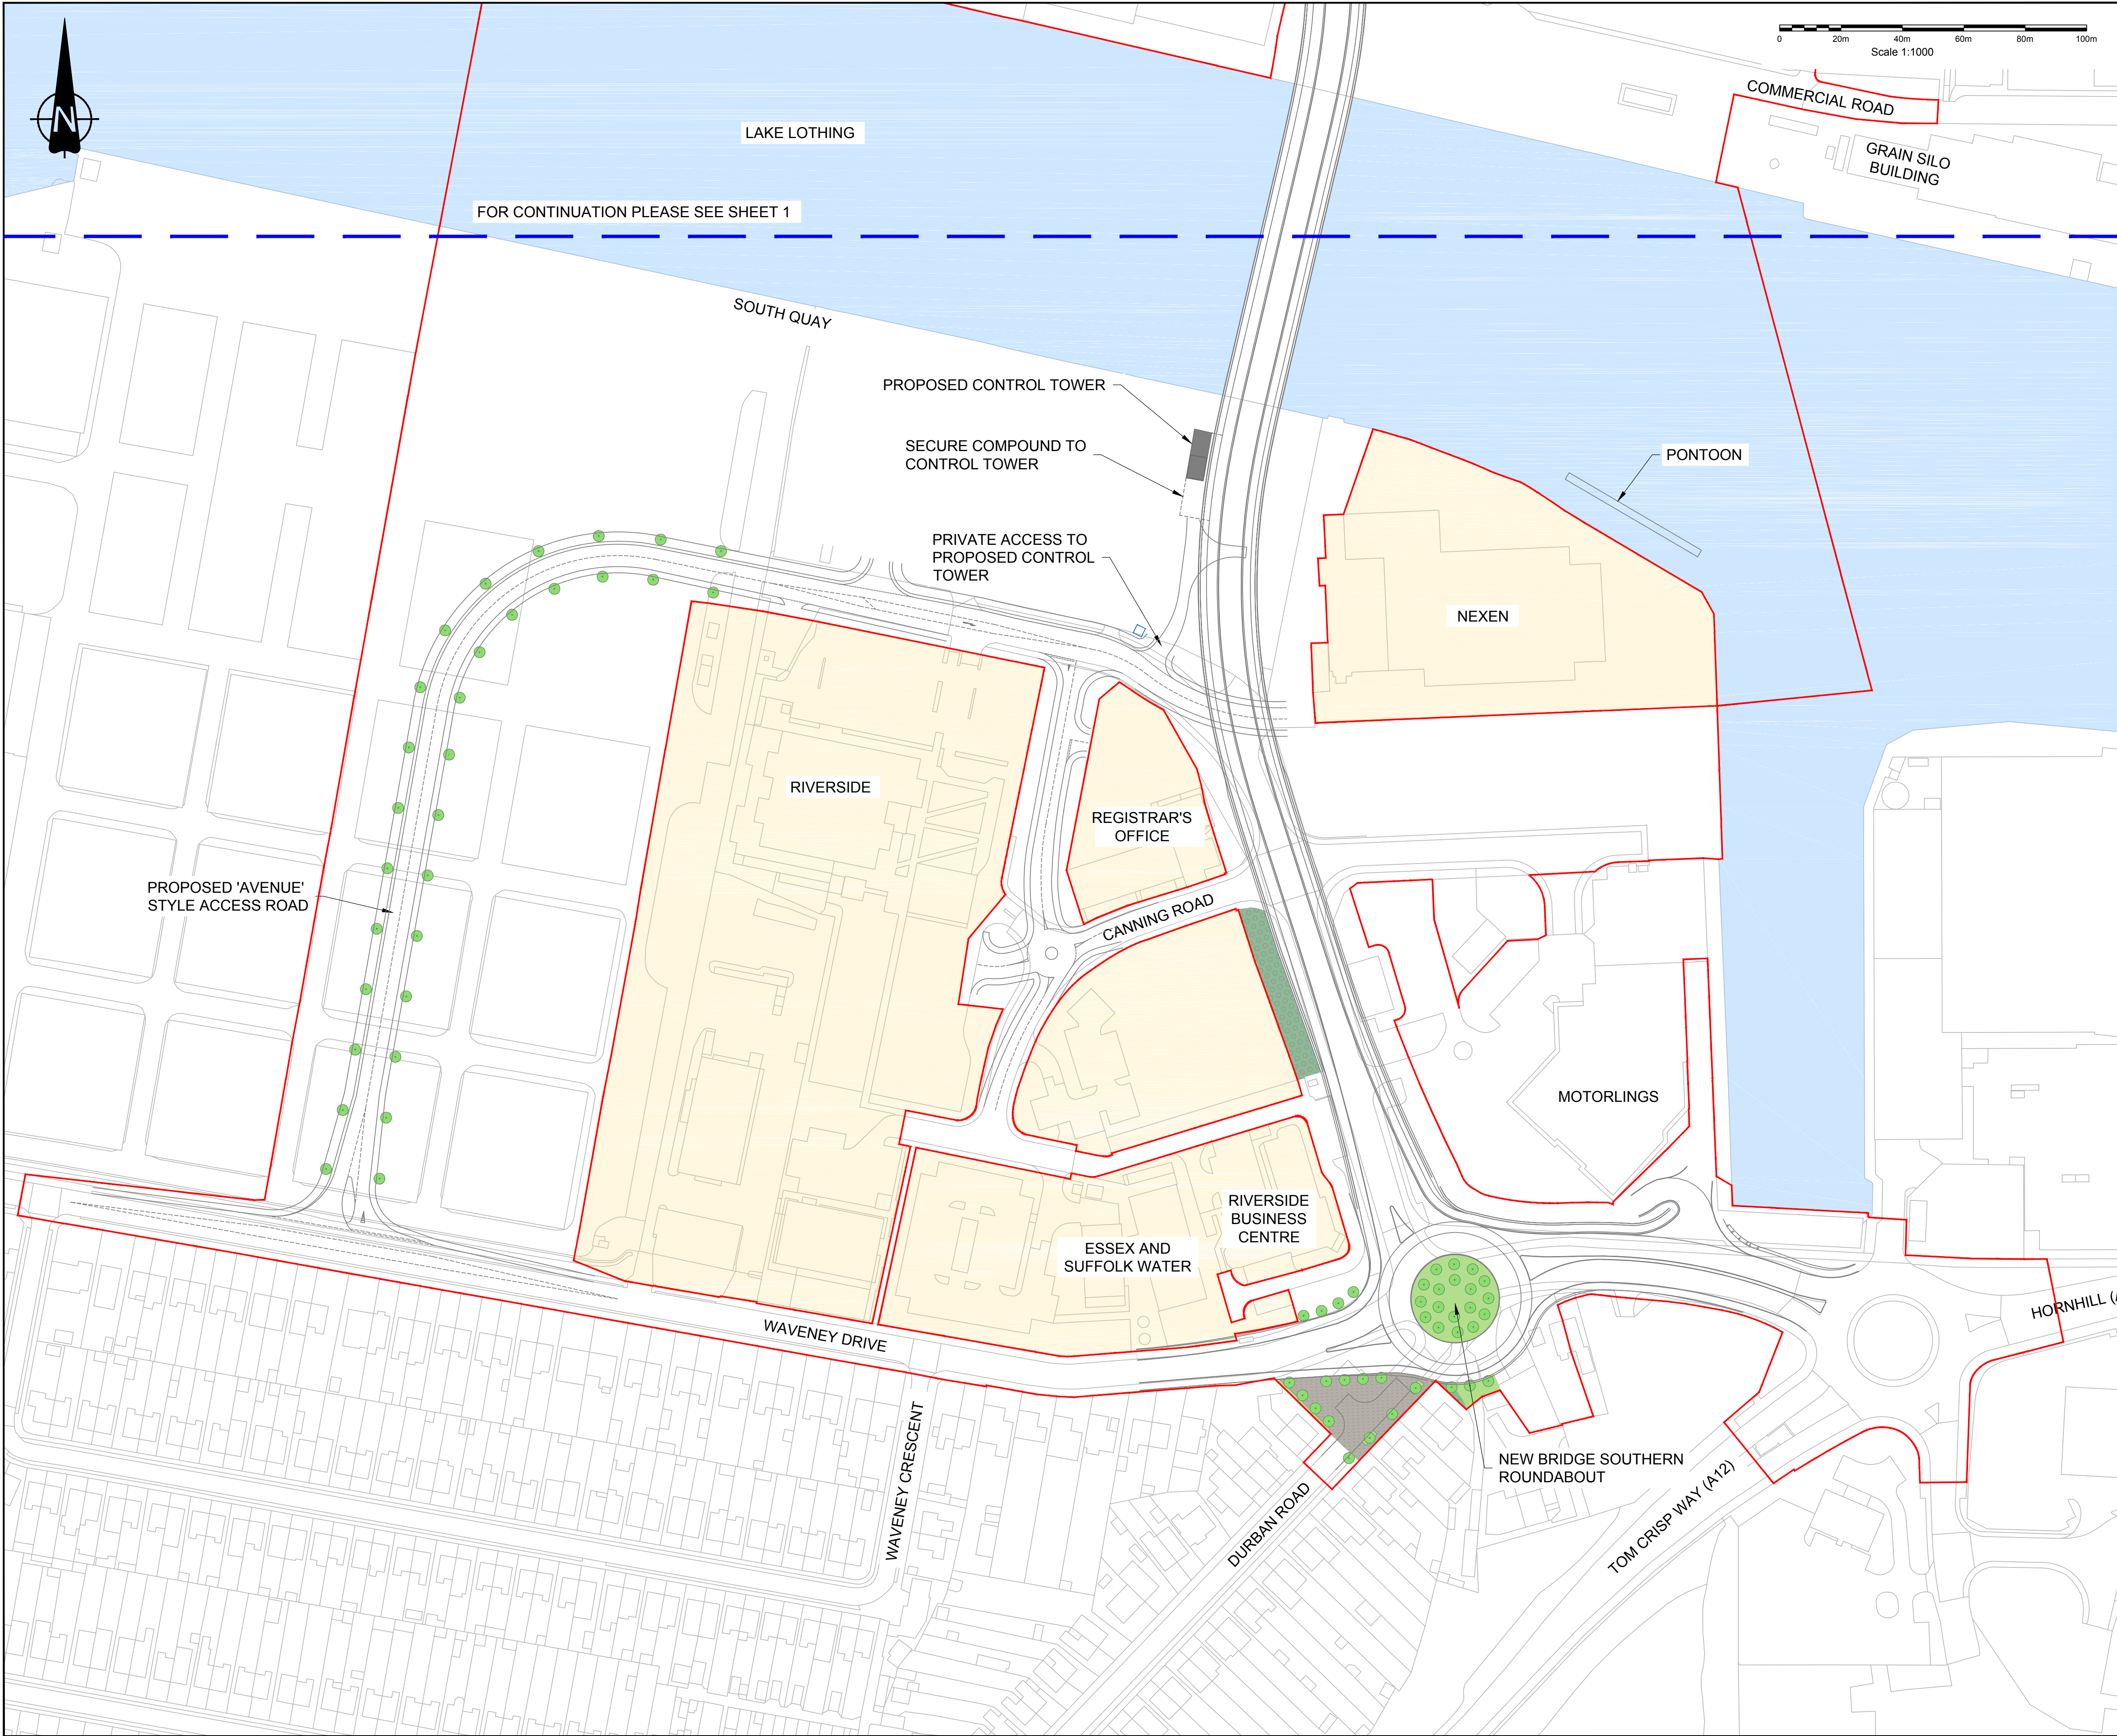 0 20m 40m 60m 80m 100m
Scale 1:1000
N
COMMERCIAL ROAD
LAKE LOTHING
GRAIN SILO
BUILDING
FOR CONTINUATION PLEASE SEE SHEET 1
SOUTH QUAY
PROPOSED CONTROL TOWER
SECURE COMPOUND TO
CONTROL TOWER
PONTOON
PRIVATE ACCESS TO
PROPOSED CONTROL
TOWER
NEXEN
RIVERSIDE
REGISTRAR'S
OFFICE
PROPOSED 'AVENUE'
STYLE ACCESS ROAD
CANNING ROAD
MOTORLINGS
RIVERSIDE
BUSINESS
CENTRE
ESSEX AND
SUFFOLK WATER
HORNHILL (
WAVENEY DRIVE
WAVENEY CRESCENT
NEW BRIDGE SOUTHERN
ROUNDABOUT
DURBAN ROAD
TOM CRISP WAY (A12)